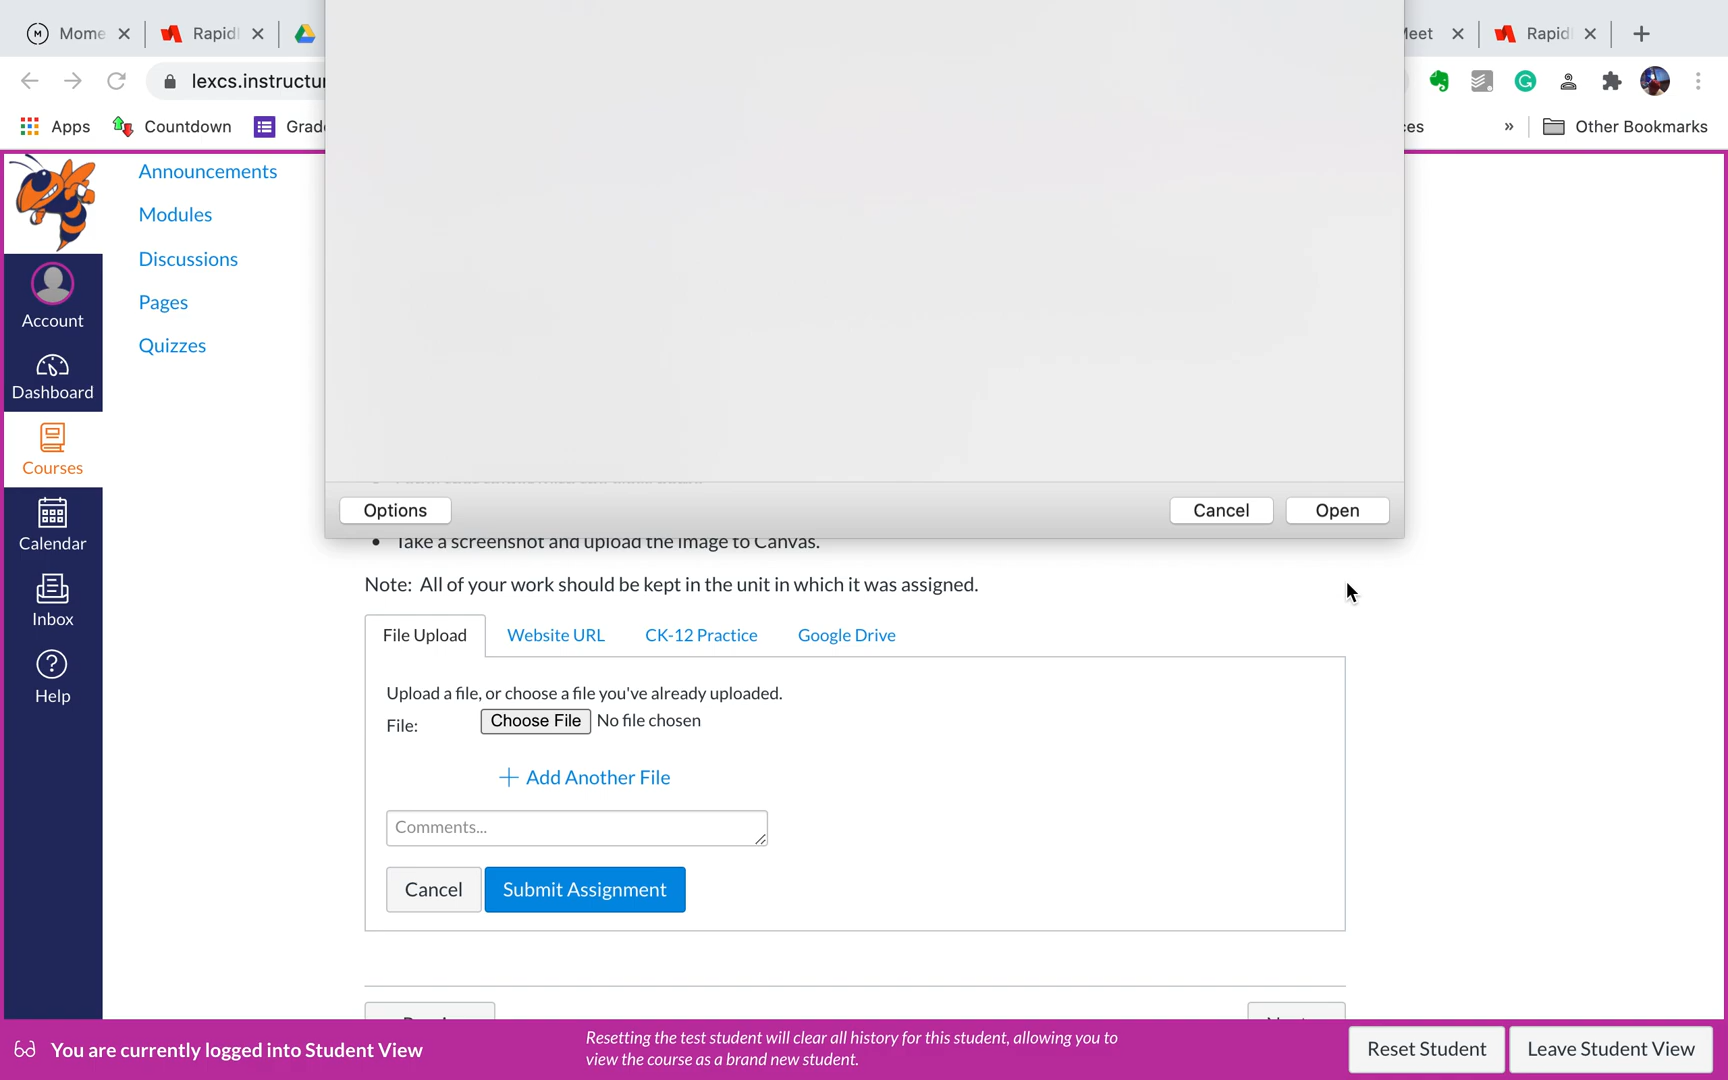 Mome
Rapidl
Meet
Rapid
lexcs.instructur
Apps
Countdown
Grad
ces
»
Other Bookmarks
Announcements
Modules
Discussions
Pages
Quizzes
Account
Dashboard
Courses
Calendar
Inbox
Help
Options
Cancel
Open
Take a screenshot and upload the image to Canvas.
Note: All of your work should be kept in the unit in which it was assigned.
File Upload
Website URL
CK-12 Practice
Google Drive
Upload a file, or choose a file you've already uploaded.
File:
Choose File
No file chosen
Add Another File
Comments...
Cancel
Submit Assignment
You are currently logged into Student View
Resetting the test student will clear all history for this student, allowing you to
view the course as a brand new student.
Reset Student
Leave Student View